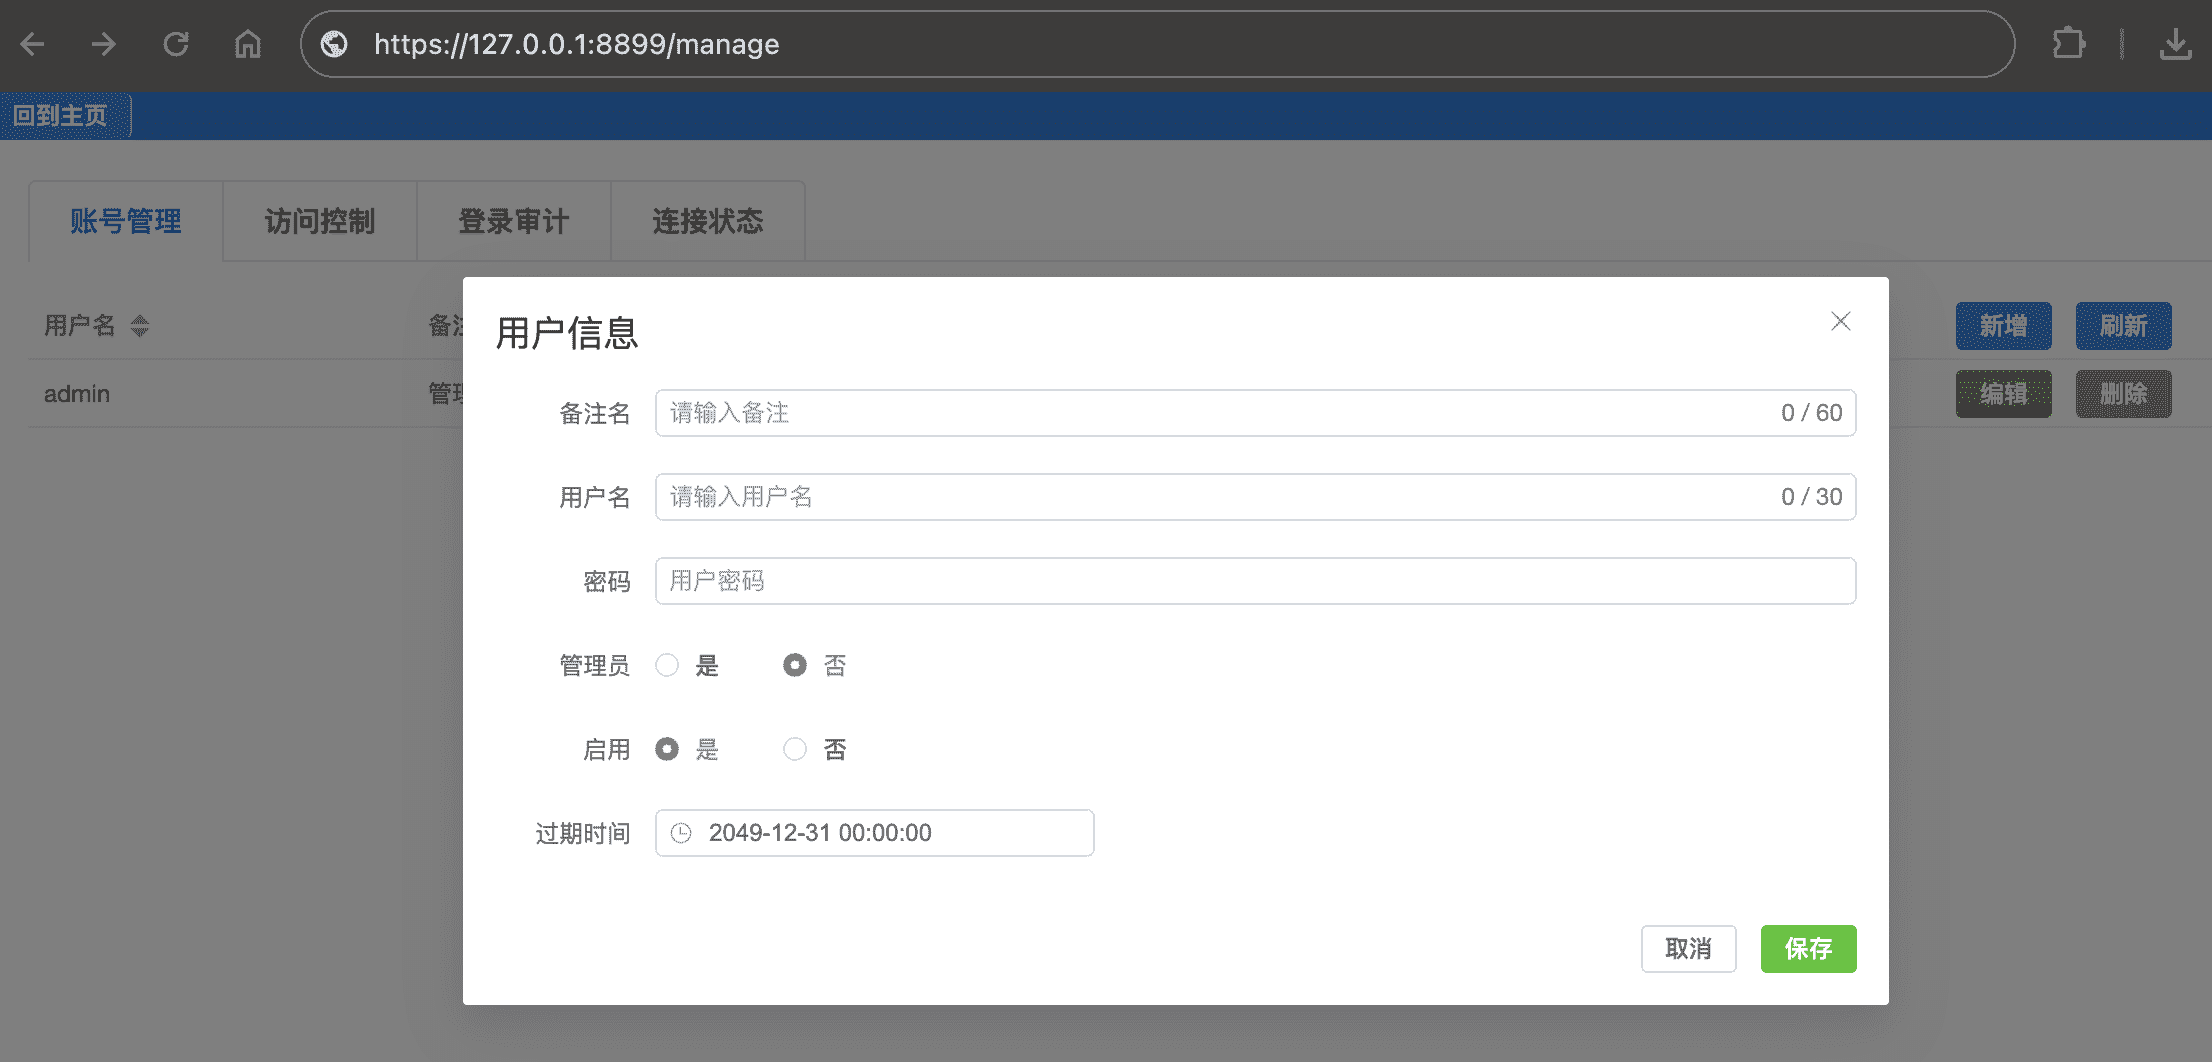 https://127.0.0.1:8899/manage
回到主页
账号管理 访问控制 登录审计 连接状态
用户名 备注 新增 刷新
admin 管理 编辑 删除
用户信息
备注名 请输入备注 0 / 60
用户名 请输入用户名 0 / 30
密码 用户密码
管理员 是 否
启用 是 否
过期时间 2049-12-31 00:00:00
取消 保存